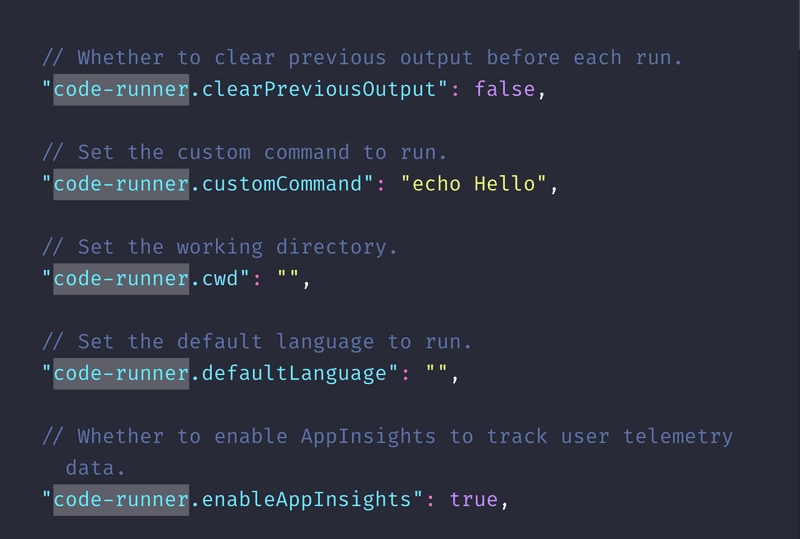 // Whether to clear previous output before each run.
"code-runner.clearPreviousOutput": false,
// Set the custom command to run.
"code-runner.customCommand": "echo Hello",
// Set the working directory.
"code-runner.cwd": "",
// Set the default language to run.
"code-runner.defaultLanguage": "",
// Whether to enable AppInsights to track user telemetry
data.
"code-runner.enableAppInsights": true,